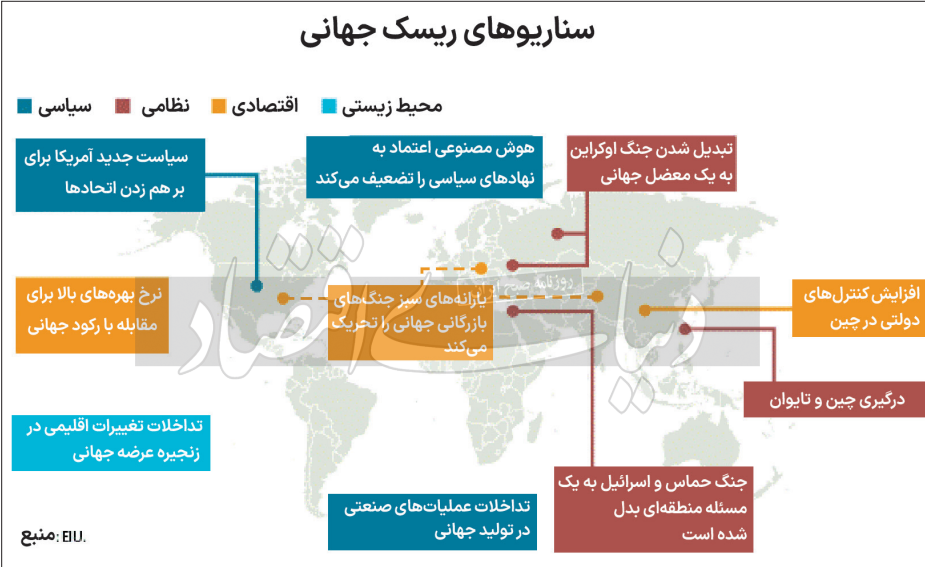 سناریوهای ریسک جهانی
سیاسی
نظامی
اقتصادی
محیط زیستی
تبدیل شدن جنگ اوکراین
به یک معضل جهانی
هوش مصنوعی اعتماد به
نهادهای سیاسی را تضعیف می‌کند
سیاست جدید آمریکا برای
بر هم زدن اتحادها
افزایش کنترل‌های
دولتی در چین
یارانه‌های سبز جنگ‌های
بازرگانی جهانی را تحریک
می‌کند
نرخ بهره‌های بالا برای
مقابله با رکود جهانی
درگیری چین و تایوان
تداخلات تغییرات اقلیمی در
زنجیره عرضه جهانی
جنگ حماس و اسرائیل به یک
مسئله منطقه‌ای بدل
شده است
تداخلات عملیات‌های صنعتی
در تولید جهانی
منبع: EIU.
روزنامه
دنیای اقتصاد